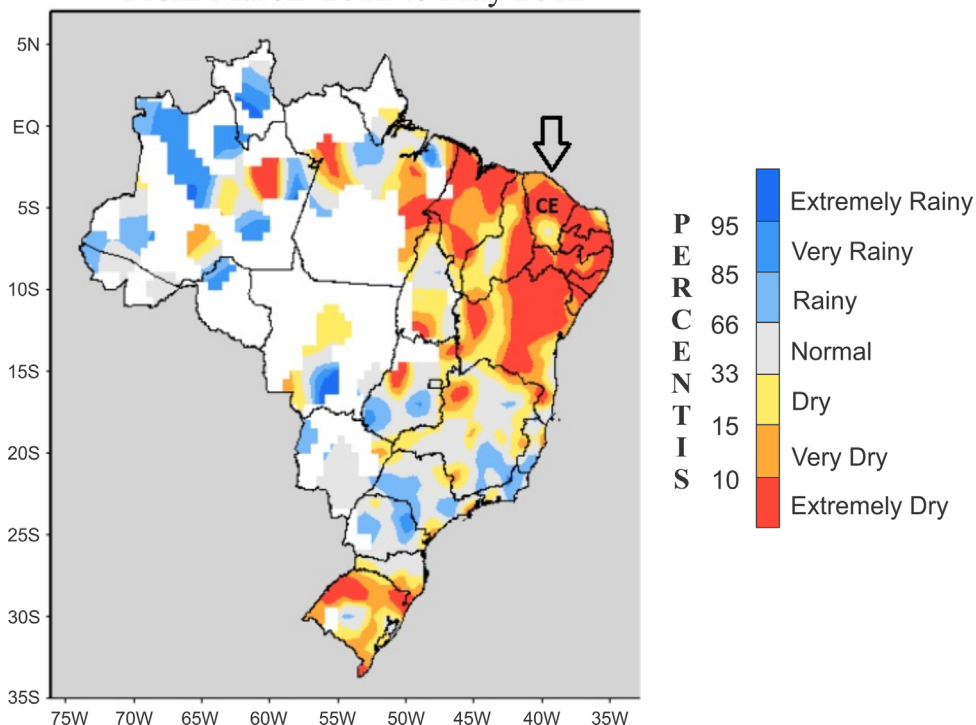 5N
EQ
5S
10S
15S
20S
25S
30S
35S
75W 70W 65W 60W 55W 50W 45W 40W 35W
CE
P
E
R
C
E
N
T
I
S
95
85
66
33
15
10
Extremely Rainy
Very Rainy
Rainy
Normal
Dry
Very Dry
Extremely Dry